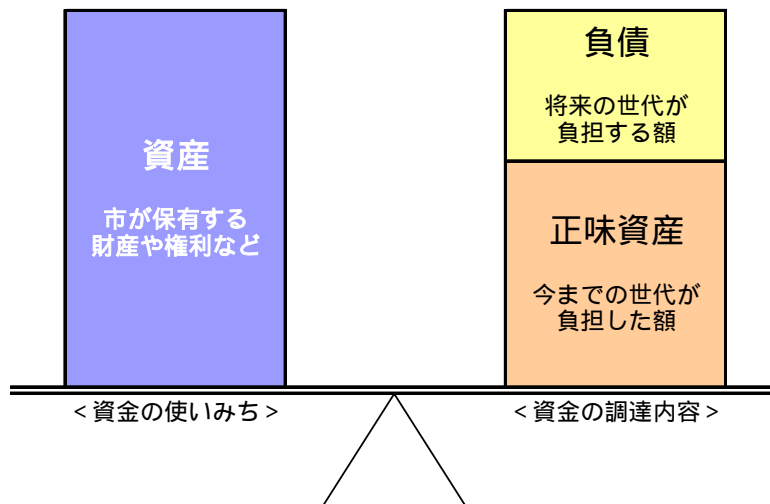 資産
市が保有する
財産や権利など
<資金の使いみち>
負債
将来の世代が
負担する額
正味資産
今までの世代が
負担した額
<資金の調達内容>